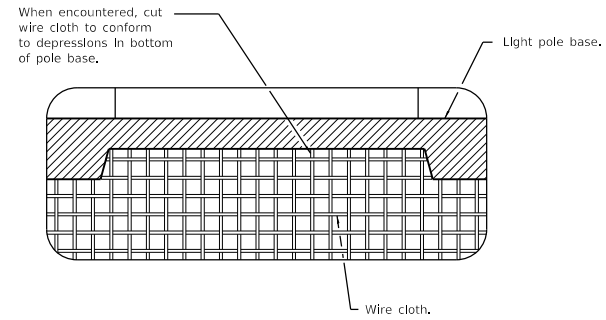 When encountered, cut
wire cloth to conform
to depressions in bottom
of pole base.
Light pole base.
Wire cloth.